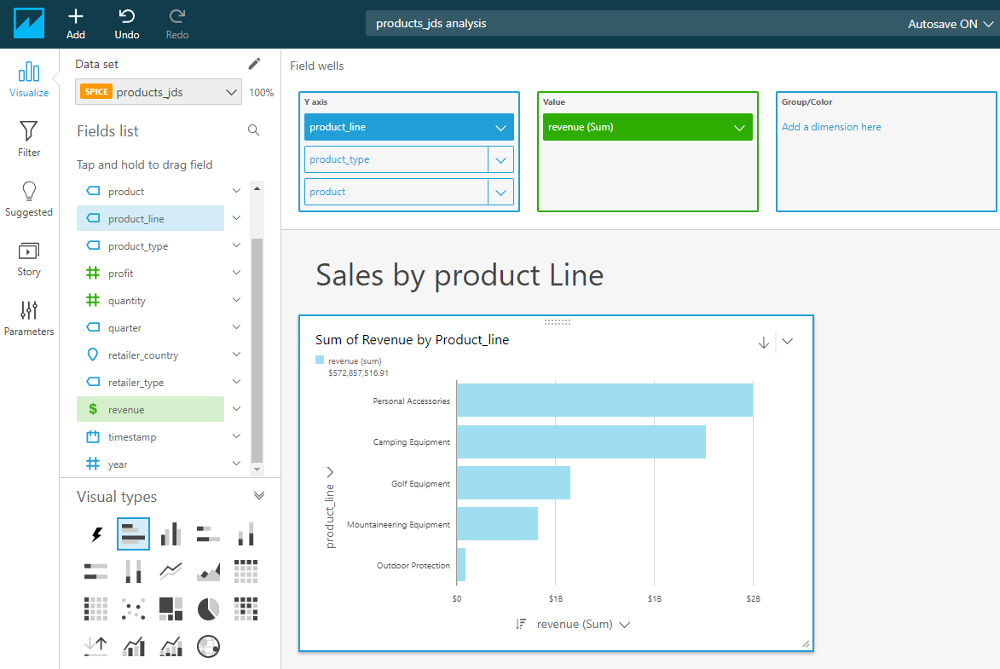 Add
Undo
Redo
products_jds analysis
Autosave ON
Visualize
Filter
Suggested
Story
Parameters
Data set
SPICE products_jds 100%
Fields list
Tap and hold to drag field
product
product_line
product_type
profit
quantity
quarter
retailer_country
retailer_type
$ revenue
timestamp
year
Visual types
Field wells
Y axis
product_line
product_type
product
Value
revenue (Sum)
Group/Color
Add a dimension here
Sales by product Line
Sum of Revenue by Product_line
revenue (sum)
$572,857,516.91
product_line
Personal Accessories
Camping Equipment
Golf Equipment
Mountaineering Equipment
Outdoor Protection
$0 $1B $1B $2B
revenue (Sum)